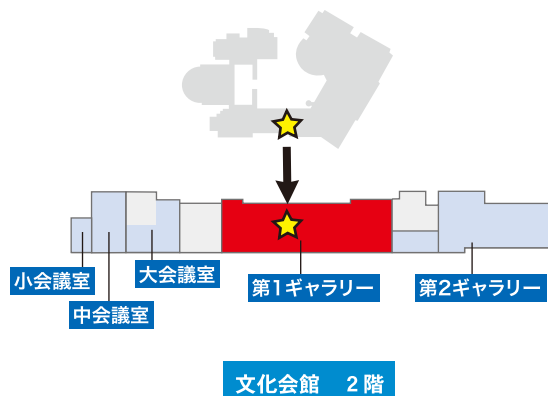 小会議室
中会議室
大会議室
第1ギャラリー
第2ギャラリー
文化会館　2階